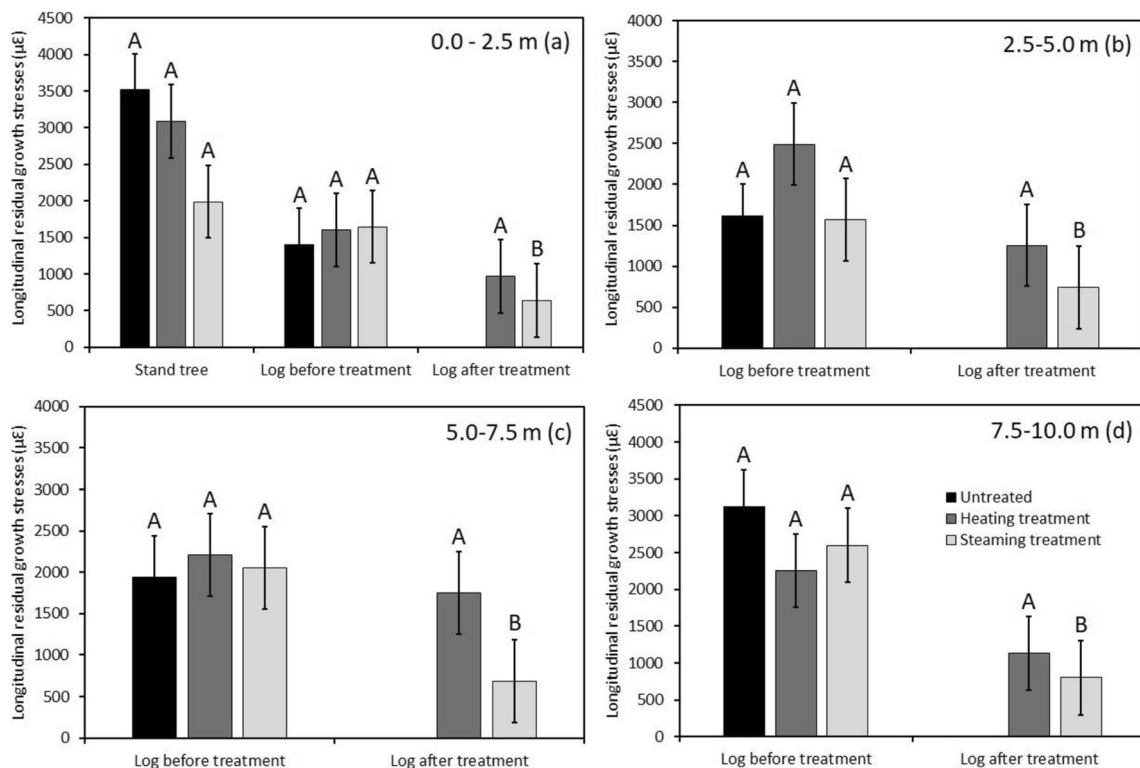 0.0 - 2.5 m (a)
Longitudinal residual growth stresses (με)
4500
4000
3500
3000
2500
2000
1500
1000
500
0
A
A
A
A
A
A
A
B
Stand tree
Log before treatment
Log after treatment
2.5-5.0 m (b)
Longitudinal residual growth stresses (με)
4000
3500
3000
2500
2000
1500
1000
500
0
A
A
A
A
B
Log before treatment
Log after treatment
5.0-7.5 m (c)
Longitudinal residual growth stresses (με)
4000
3500
3000
2500
2000
1500
1000
500
0
A
A
A
A
B
Log before treatment
Log after treatment
7.5-10.0 m (d)
Longitudinal residual growth stresses (με)
4500
4000
3500
3000
2500
2000
1500
1000
500
0
A
A
A
A
B
Untreated
Heating treatment
Steaming treatment
Log before treatment
Log after treatment